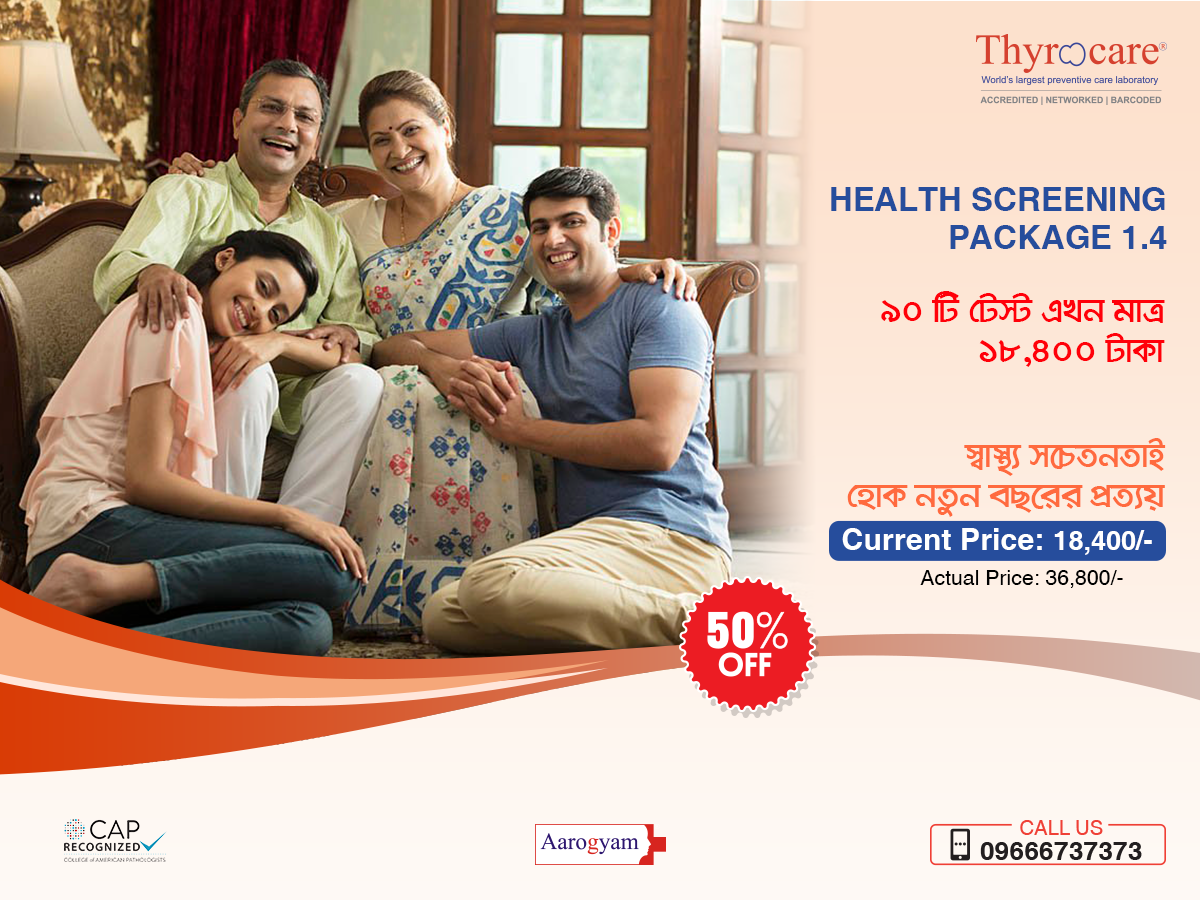 Thyrocare®
World's largest preventive care laboratory
ACCREDITED | NETWORKED | BARCODED
HEALTH SCREENING
PACKAGE 1.4
৯০ টি টেস্ট এখন মাত্র
১৮,৪০০ টাকা
স্বাস্থ্য সচেতনতাই
হোক নতুন বছরের প্রত্যয়
Current Price: 18,400/-
Actual Price: 36,800/-
50%
OFF
CAP
RECOGNIZED
COLLEGE of AMERICAN PATHOLOGISTS
Aarogyam
CALL US
09666737373